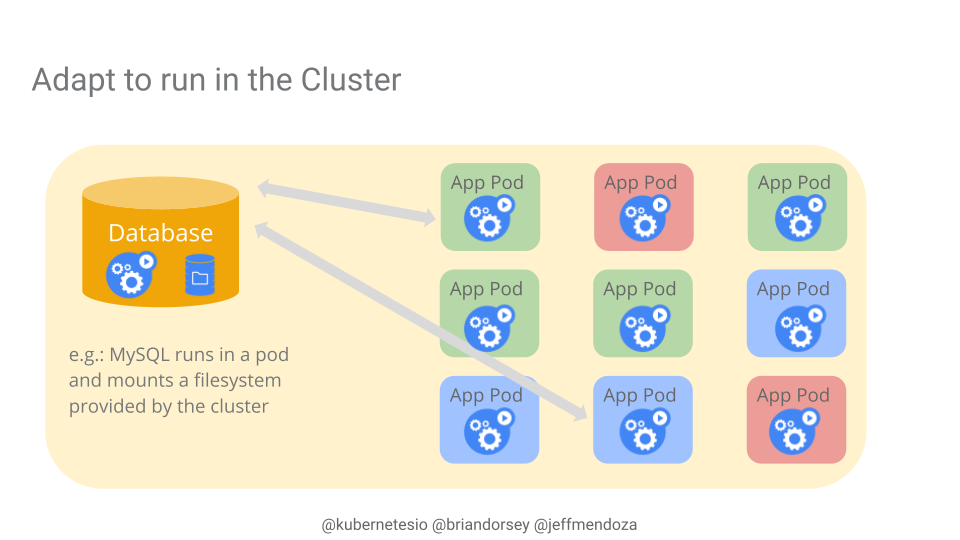 Adapt to run in the Cluster
App Pod
App Pod
App Pod
Database
App Pod
App Pod
App Pod
e.g.: MySQL runs in a pod
and mounts a filesystem
provided by the cluster
App Pod
App Pod
App Pod
@kubernetesio @briandorsey @jeffmendoza